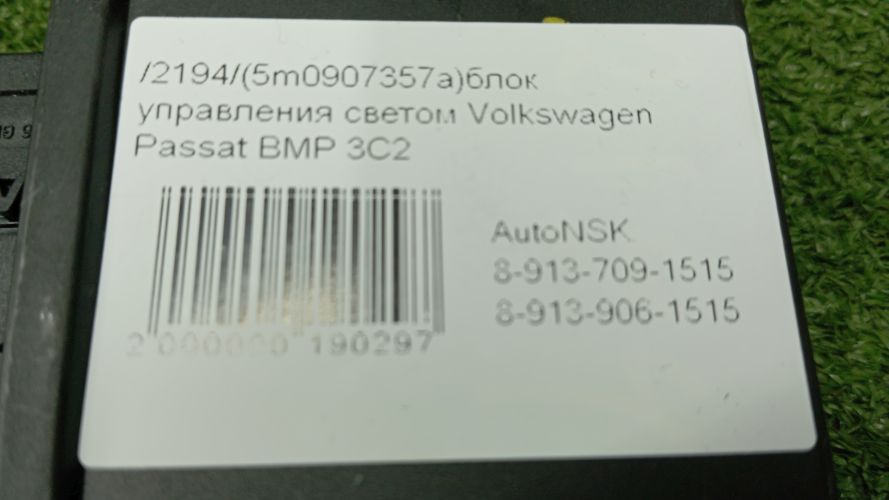 /2194/(5m0907357a)блок
управления светом Volkswagen
Passat BMP 3C2
AutoNSK
8-913-709-1515
8-913-906-1515
2 000000 190297